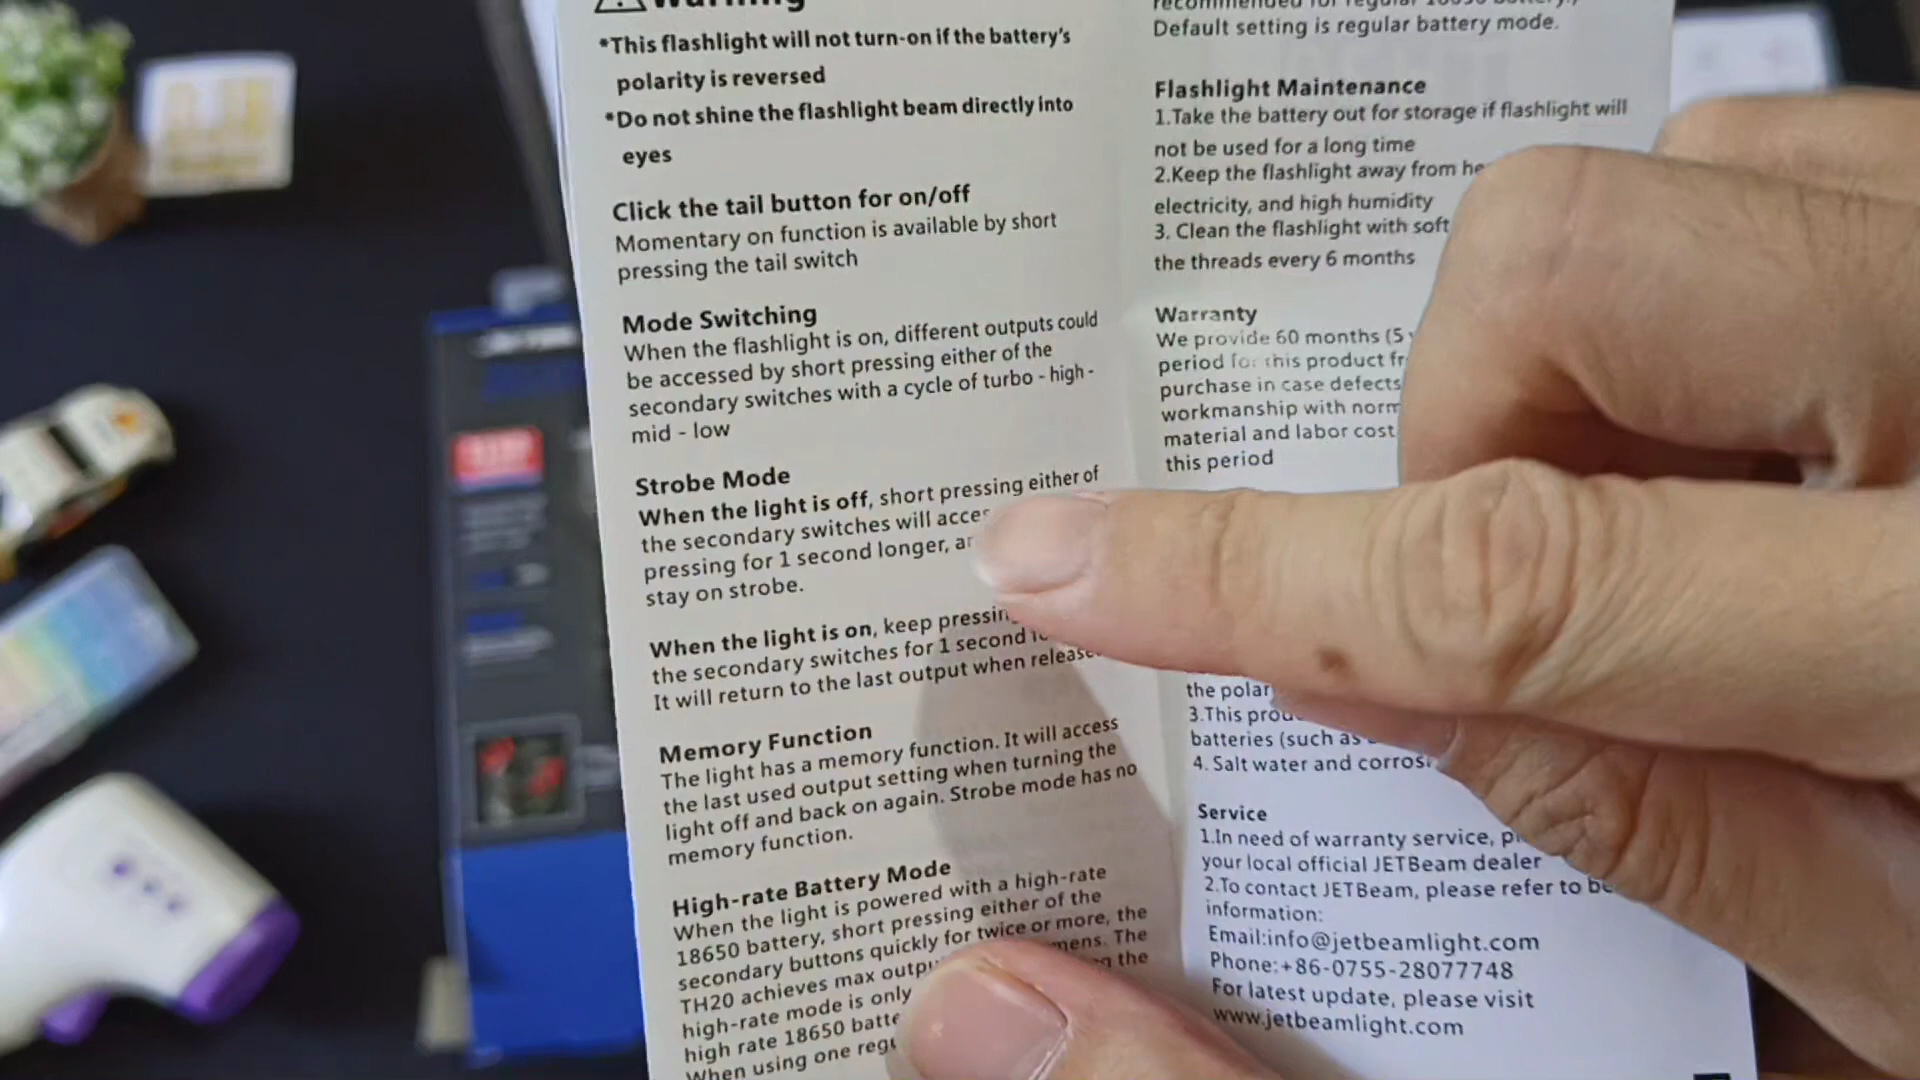 Warning
*This flashlight will not turn-on if the battery's
polarity is reversed
*Do not shine the flashlight beam directly into
eyes
Click the tail button for on/off
Momentary on function is available by short
pressing the tail switch
Mode Switching
When the flashlight is on, different outputs could
be accessed by short pressing either of the
secondary switches with a cycle of turbo - high -
mid - low
Strobe Mode
When the light is off, short pressing either of
the secondary switches will
pressing for 1 second longer,
stay on strobe.
When the light is on, keep
the secondary switches for 1 second
It will return to the last output when
Memory Function
The light has a memory function. It will access
the last used output setting when turning the
light off and back on again. Strobe mode has no
memory function.
High-rate Battery Mode
When the light is powered with a high-rate
18650 battery, short pressing either of the
secondary buttons quickly for twice or more, the
TH20 achieves max The
high-rate mode is only the
high rate 18650
When using one
Default setting is regular battery mode.
Flashlight Maintenance
1.Take the battery out for storage if flashlight will
not be used for a long time
2.Keep the flashlight away from
electricity, and high humidity
3. Clean the flashlight with soft
the threads every 6 months
Warranty
We provide 60 months (5
period for this product
purchase in case defects
workmanship with
material and labor cost
this period
the
3.This
batteries (such as
4. Salt water and
Service
1.In need of warranty service,
your local official JETBeam dealer
2.To contact JETBeam, please refer to
information:
Email:info@jetbeamlight.com
Phone:+86-0755-28077748
For latest update, please visit
www.jetbeamlight.com